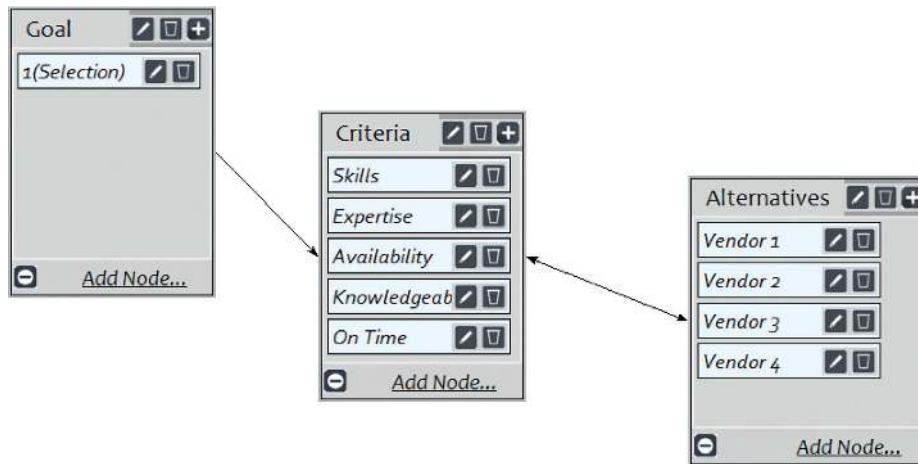 Goal
1(Selection)
Add Node...
Criteria
Skills
Expertise
Availability
Knowledgeab
On Time
Add Node...
Alternatives
Vendor 1
Vendor 2
Vendor 3
Vendor 4
Add Node...